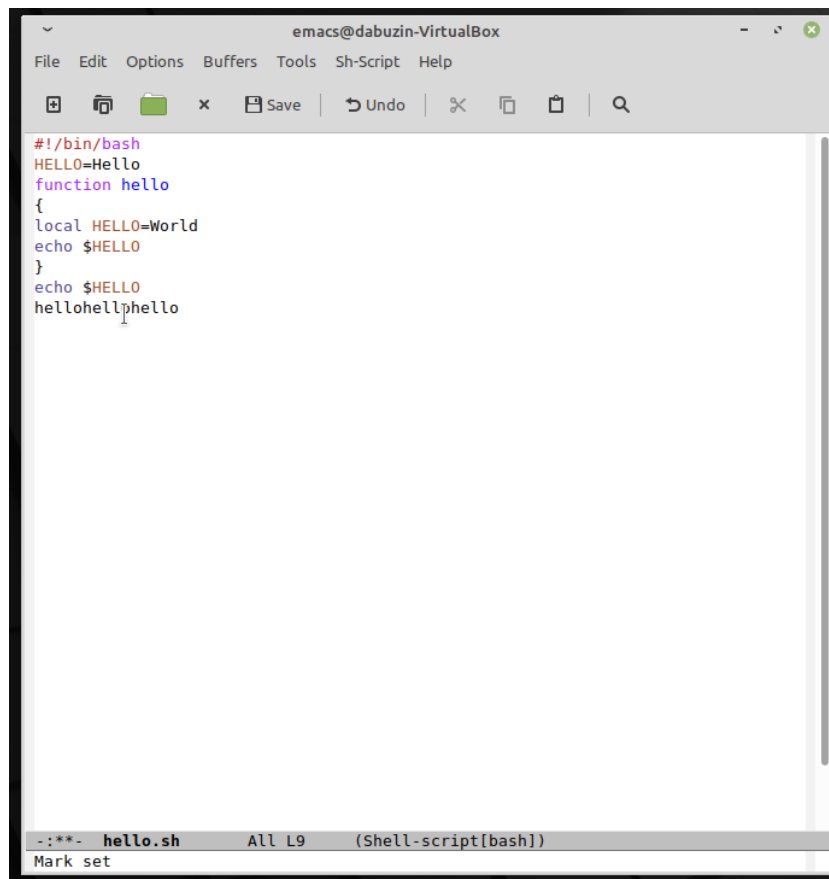 emacs@dabuzin-VirtualBox
File Edit Options Buffers Tools Sh-Script Help
Save Undo
#!/bin/bash
HELLO=Hello
function hello
{
local HELLO=World
echo $HELLO
}
echo $HELLO
hellohellohello
-:**- hello.sh All L9 (Shell-script[bash])
Mark set